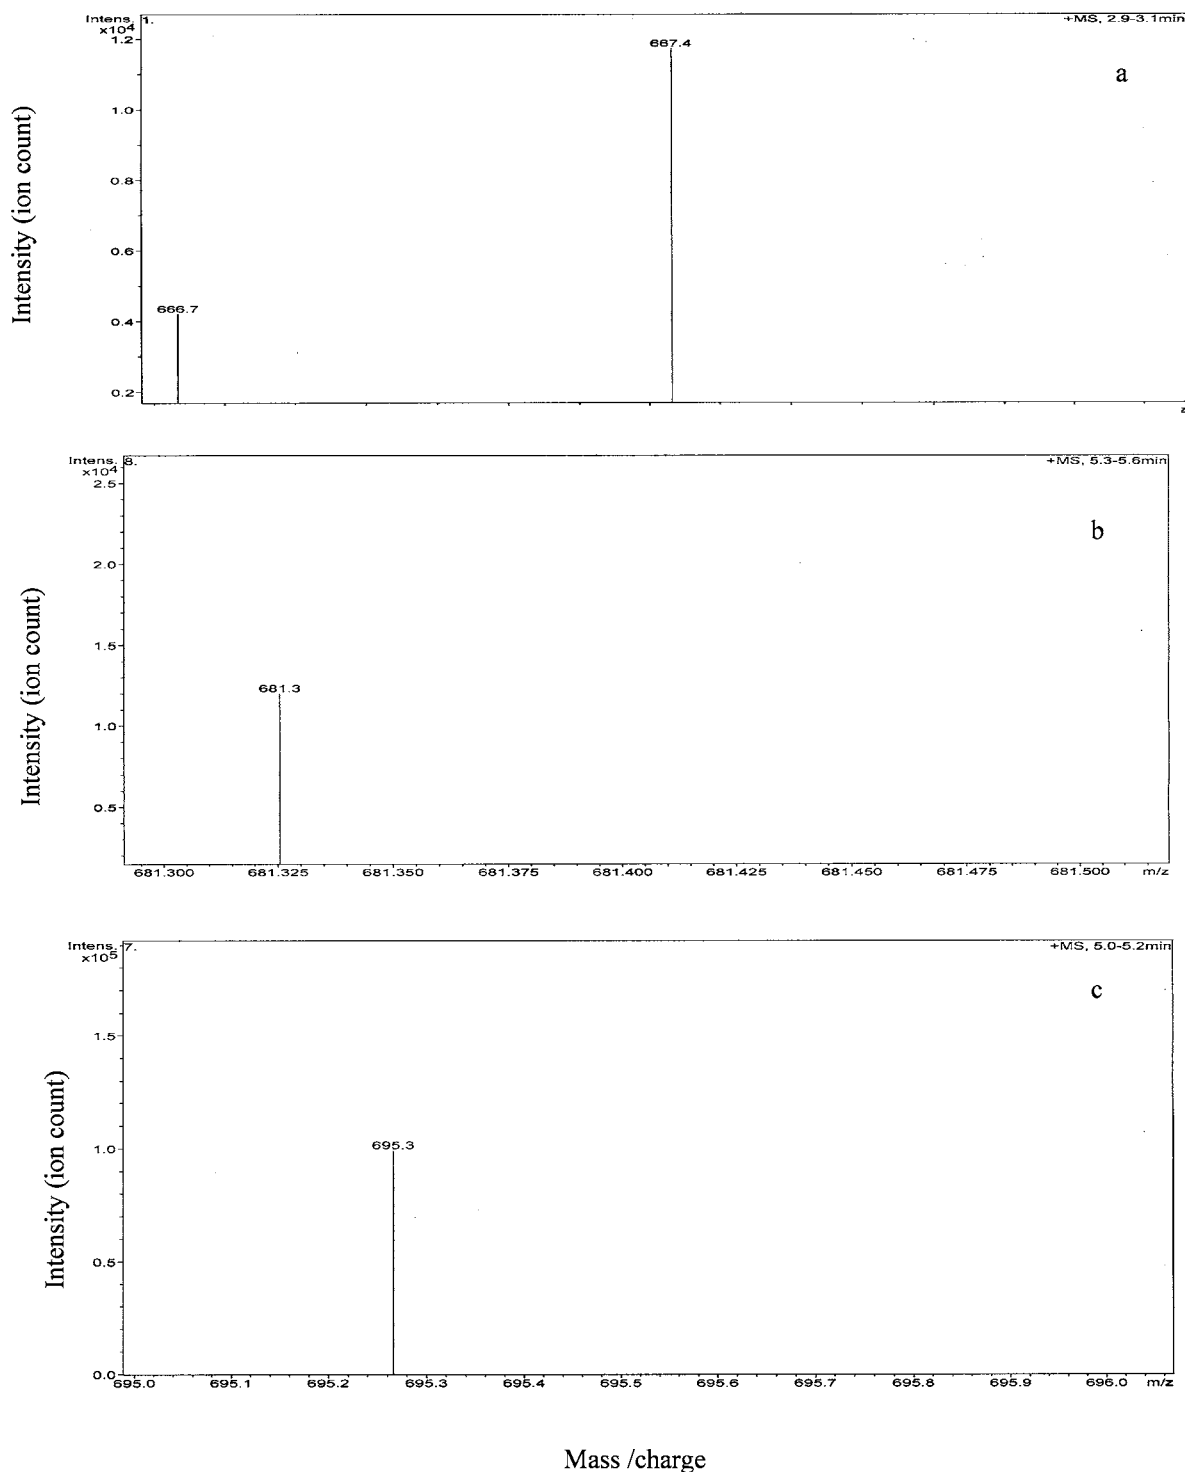 Intens. 1.
x10⁴
+MS, 2.9-3.1min
1.2
1.0
0.8
0.6
0.4
0.2
667.4
666.7
a
Intensity (ion count)
Intens. 8.
x10⁴
+MS, 5.3-5.6min
2.5
2.0
1.5
1.0
0.5
681.3
b
681.300 681.325 681.350 681.375 681.400 681.425 681.450 681.475 681.500 m/z
Intensity (ion count)
Intens. 7.
x10⁵
+MS, 5.0-5.2min
1.5
1.0
0.5
0.0
695.3
c
695.0 695.1 695.2 695.3 695.4 695.5 695.6 695.7 695.8 695.9 696.0 m/z
Intensity (ion count)
Mass /charge